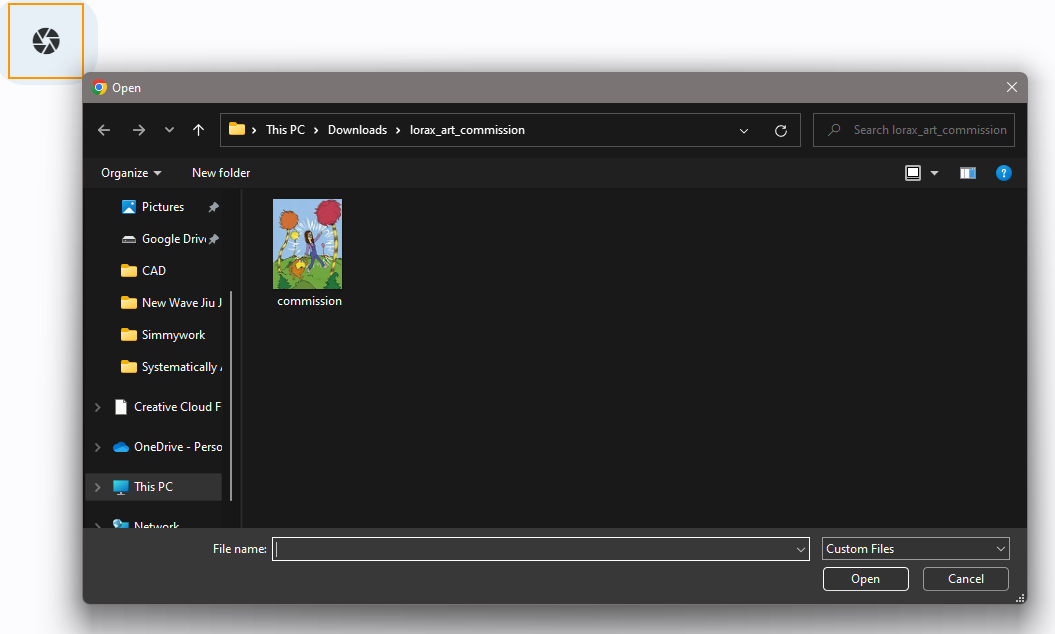 Open
This PC > Downloads > lorax_art_commission
Search lorax_art_commission
Organize
New folder
Pictures
Google Driv
CAD
New Wave Jiu J
Simmywork
Systematically A
Creative Cloud F
OneDrive - Perso
This PC
Network
commission
File name:
Custom Files
Open
Cancel